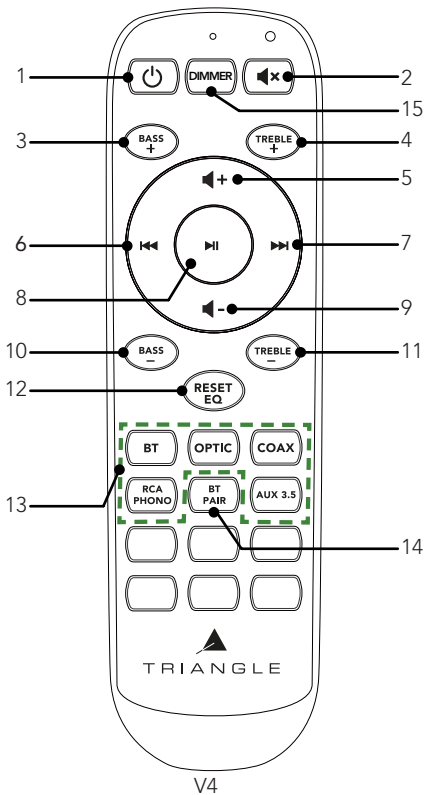 1
DIMMER
2
15
3
BASS
+
TREBLE
+
4
+
5
6
7
8
-
9
10
BASS
–
TREBLE
–
11
12
RESET
EQ
BT
OPTIC
COAX
13
RCA
PHONO
BT
PAIR
AUX 3.5
14
TRIANGLE
V4